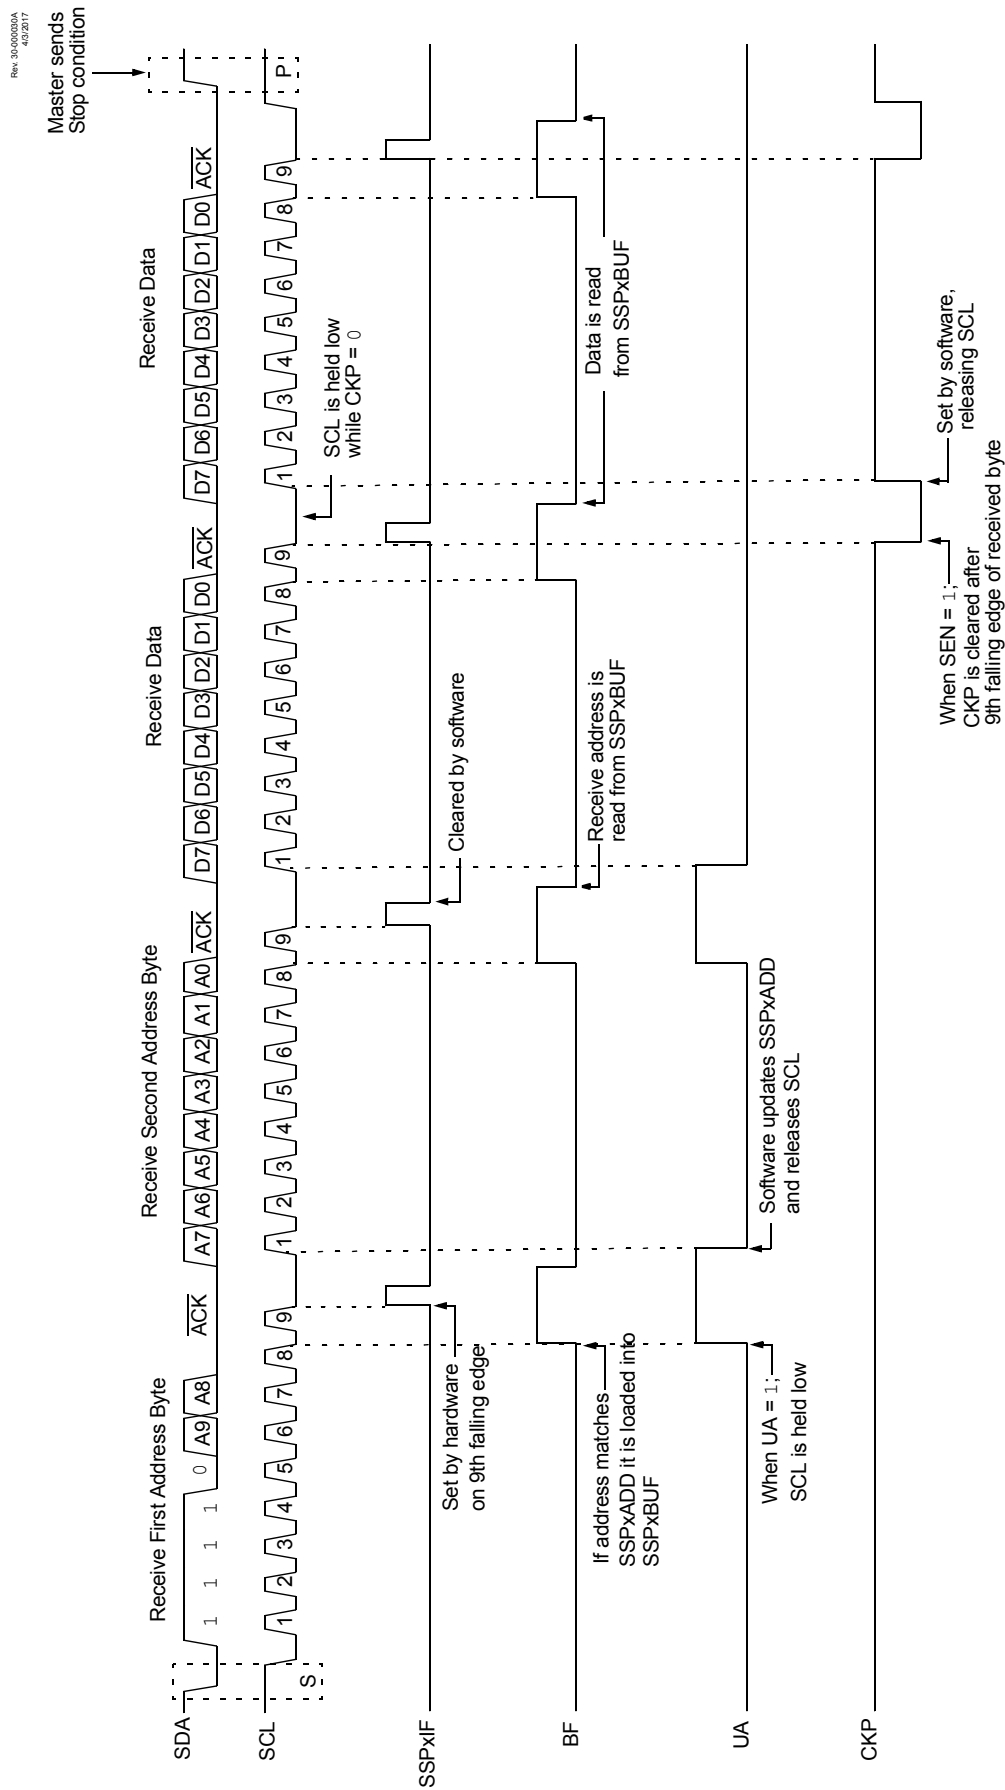 Rev. 30-000030A
4/3/2017
Master sends
Stop condition
Receive First Address Byte
Receive Second Address Byte
Receive Data
Receive Data
SDA
1 1 1 1 0 A9 A8 ACK A7 A6 A5 A4 A3 A2 A1 A0 ACK D7 D6 D5 D4 D3 D2 D1 D0 ACK D7 D6 D5 D4 D3 D2 D1 D0 ACK
SCL
S 1 2 3 4 5 6 7 8 9 1 2 3 4 5 6 7 8 9 1 2 3 4 5 6 7 8 9 1 2 3 4 5 6 7 8 9 P
SCL is held low
while CKP = 0
SSPxIF
Set by hardware
on 9th falling edge
Cleared by software
BF
If address matches
SSPxADD it is loaded into
SSPxBUF
Receive address is
read from SSPxBUF
Data is read
from SSPxBUF
UA
When UA = 1;
SCL is held low
Software updates SSPxADD
and releases SCL
CKP
When SEN = 1;
CKP is cleared after
9th falling edge of received byte
Set by software,
releasing SCL